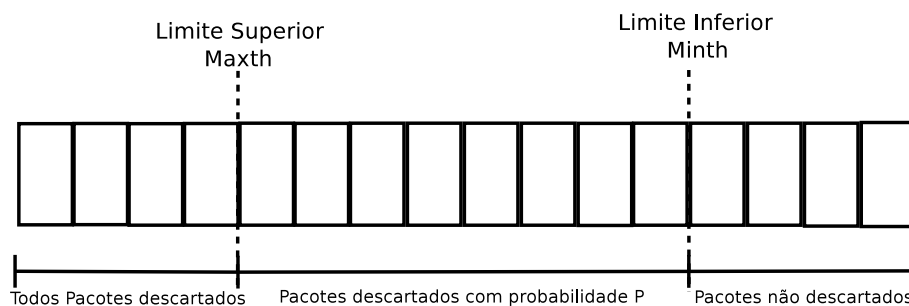 Limite Superior
Maxth
Limite Inferior
Minth
Todos Pacotes descartados
Pacotes descartados com probabilidade P
Pacotes não descartados